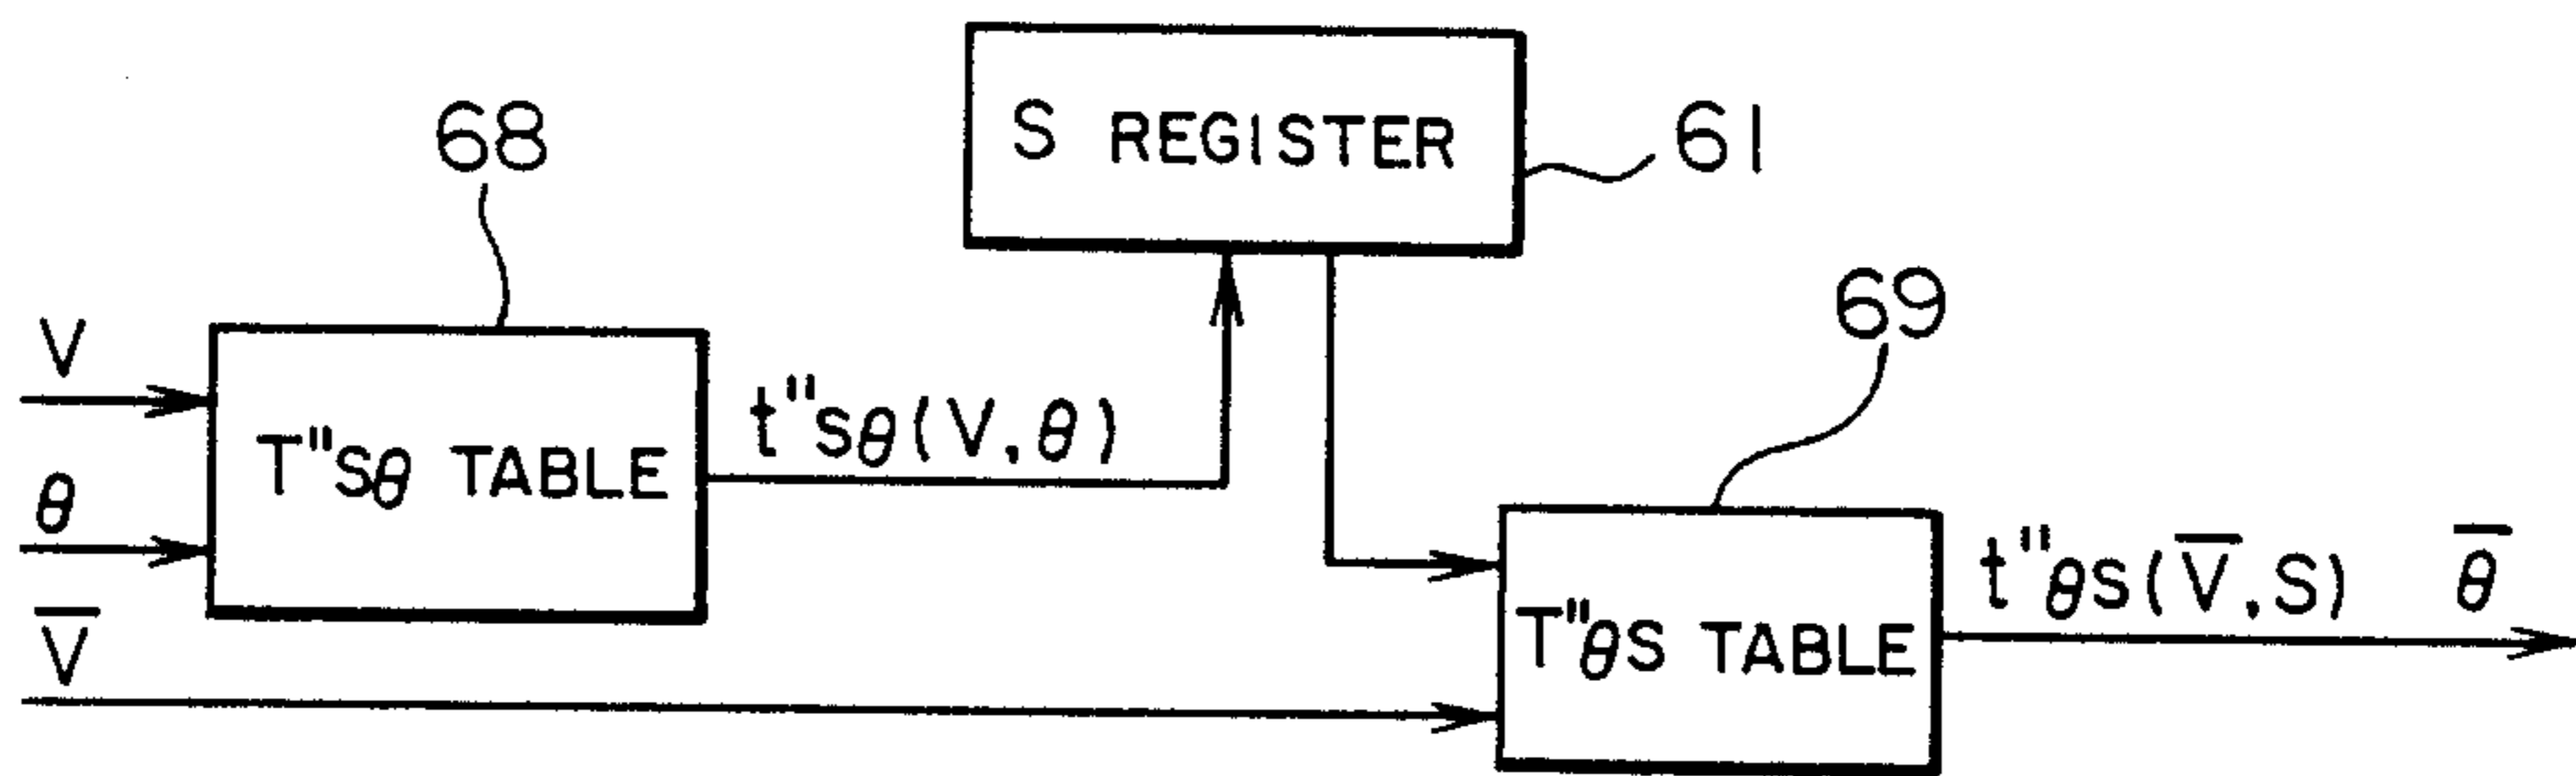 S REGISTER
61
68
V
T"Sθ TABLE
t"Sθ(V,θ)
θ
V̅
69
T"θS TABLE
t"θS(V̅,S)
θ̅